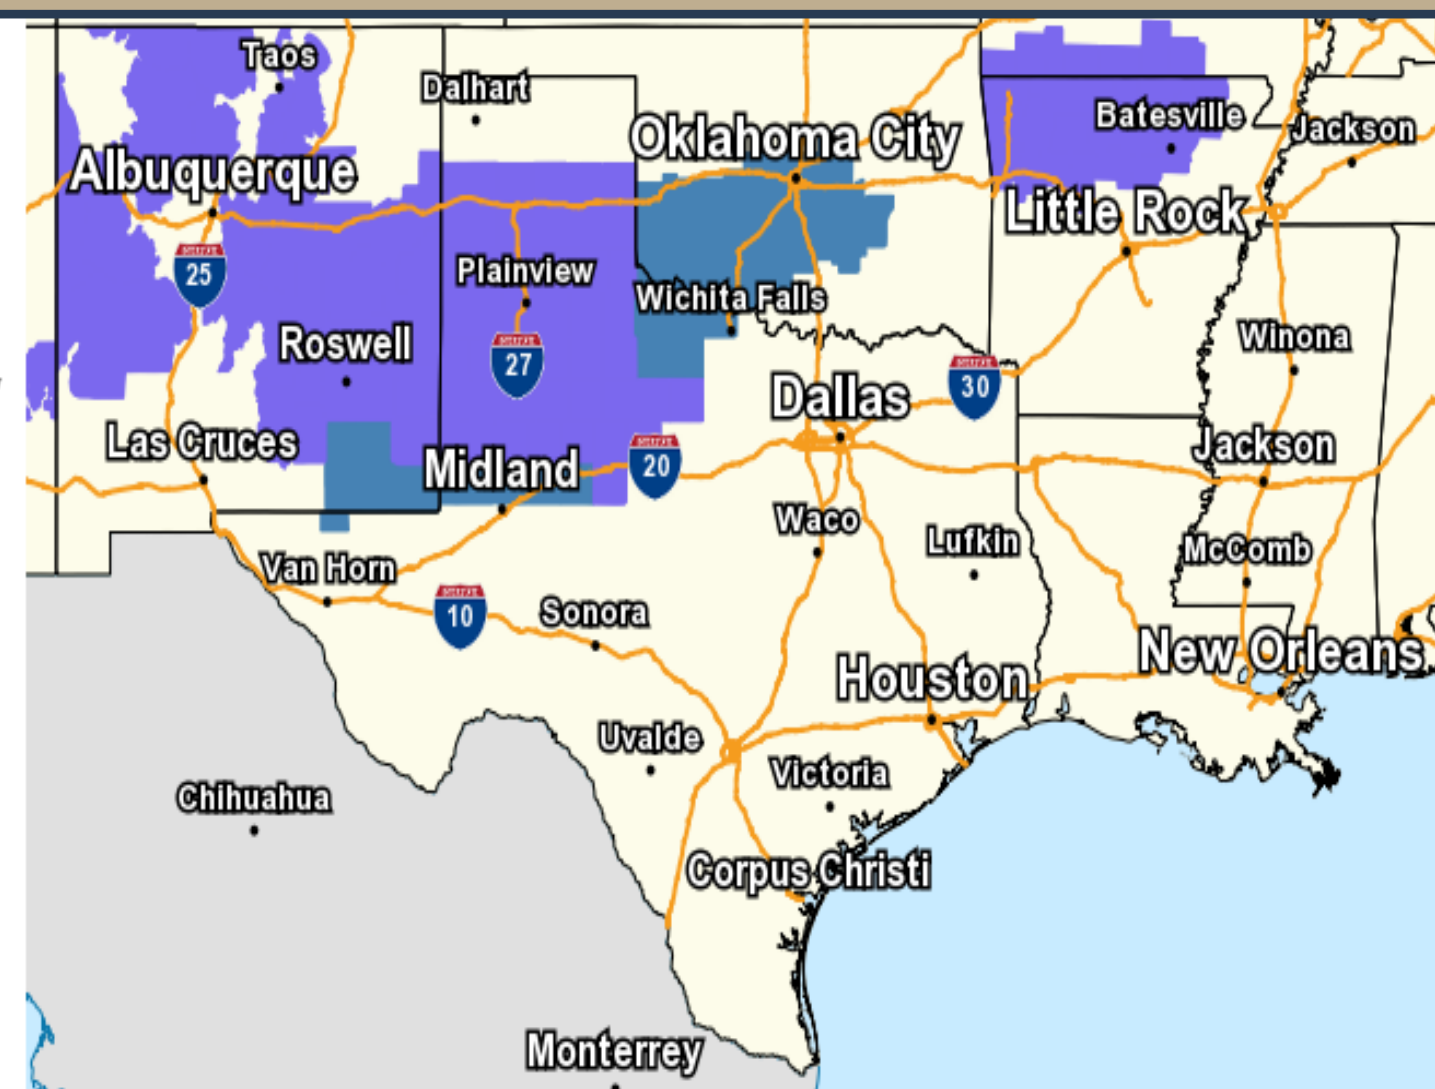 Taos
Dalhart
Oklahoma City
Batesville
Jackson
Albuquerque
Little Rock
25
Plainview
Wichita Falls
Roswell
27
Winona
30
Dallas
Las Cruces
Midland
20
Jackson
Waco
Lufkin
McComb
Van Horn
10
Sonora
New Orleans
Houston
Uvalde
Victoria
Chihuahua
Corpus Christi
Monterrey